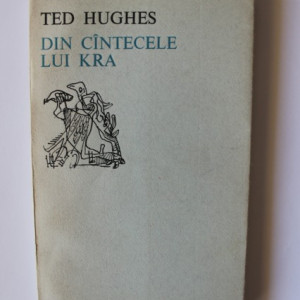 TED HUGHES
DIN CÎNTECELE
LUI KRA